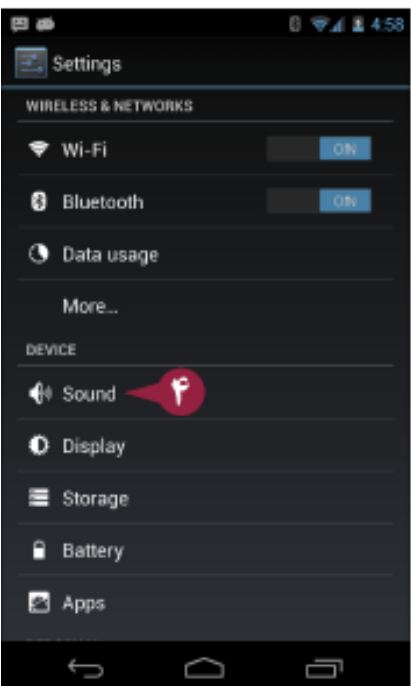 4:58
Settings
WIRELESS & NETWORKS
Wi-Fi ON
Bluetooth ON
Data usage
More...
DEVICE
Sound ۴
Display
Storage
Battery
Apps